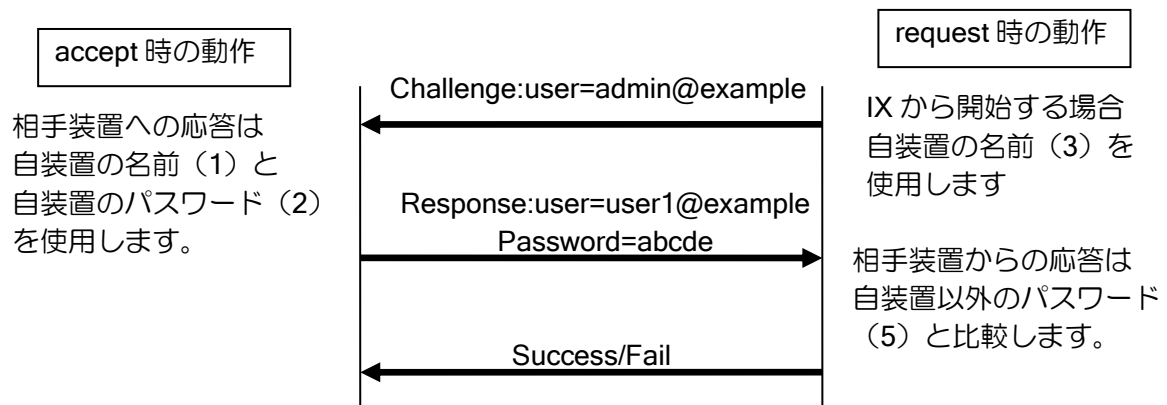 accept 時の動作
相手装置への応答は
自装置の名前（1）と
自装置のパスワード（2）
を使用します。
Challenge:user=admin@example
Response:user=user1@example
Password=abcde
Success/Fail
request 時の動作
IX から開始する場合
自装置の名前（3）を
使用します
相手装置からの応答は
自装置以外のパスワード
（5）と比較します。